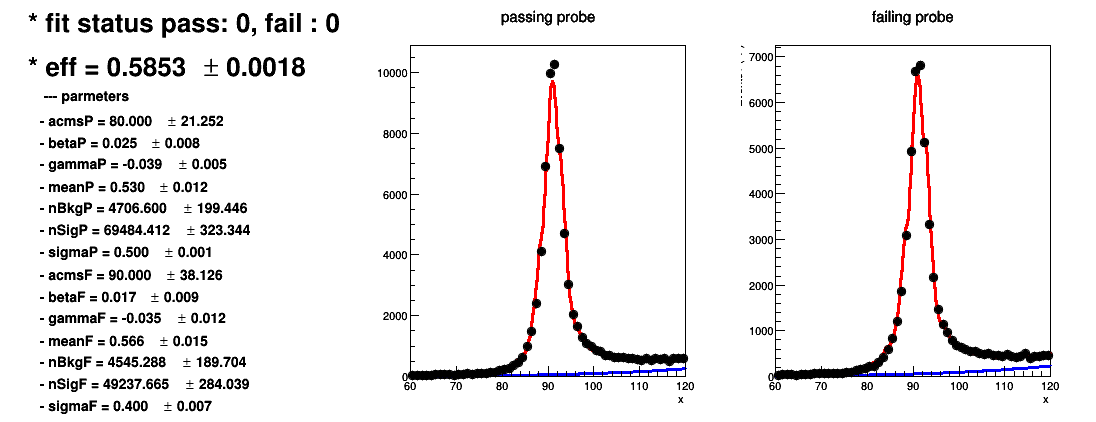 * fit status pass: 0, fail : 0
* eff = 0.5853 ± 0.0018
--- parmeters
- acmsP = 80.000 ± 21.252
- betaP = 0.025 ± 0.008
- gammaP = -0.039 ± 0.005
- meanP = 0.530 ± 0.012
- nBkgP = 4706.600 ± 199.446
- nSigP = 69484.412 ± 323.344
- sigmaP = 0.500 ± 0.001
- acmsF = 90.000 ± 38.126
- betaF = 0.017 ± 0.009
- gammaF = -0.035 ± 0.012
- meanF = 0.566 ± 0.015
- nBkgF = 4545.288 ± 189.704
- nSigF = 49237.665 ± 284.039
- sigmaF = 0.400 ± 0.007
passing probe
10000
8000
6000
4000
2000
0
60 70 80 90 100 110 120
x
failing probe
7000
6000
5000
4000
3000
2000
1000
0
60 70 80 90 100 110 120
x